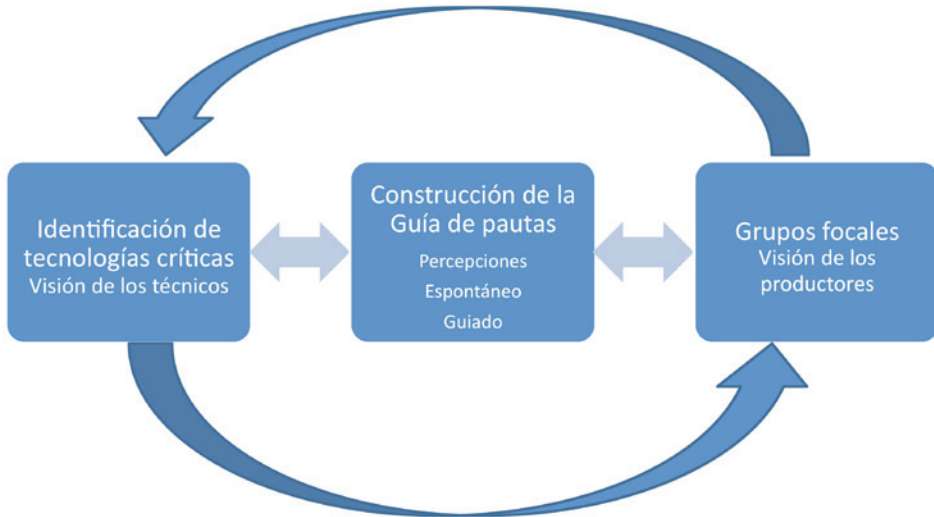 Identificación de
tecnologías críticas
Visión de los técnicos
Construcción de la
Guía de pautas
Percepciones
Espontáneo
Guiado
Grupos focales
Visión de los
productores